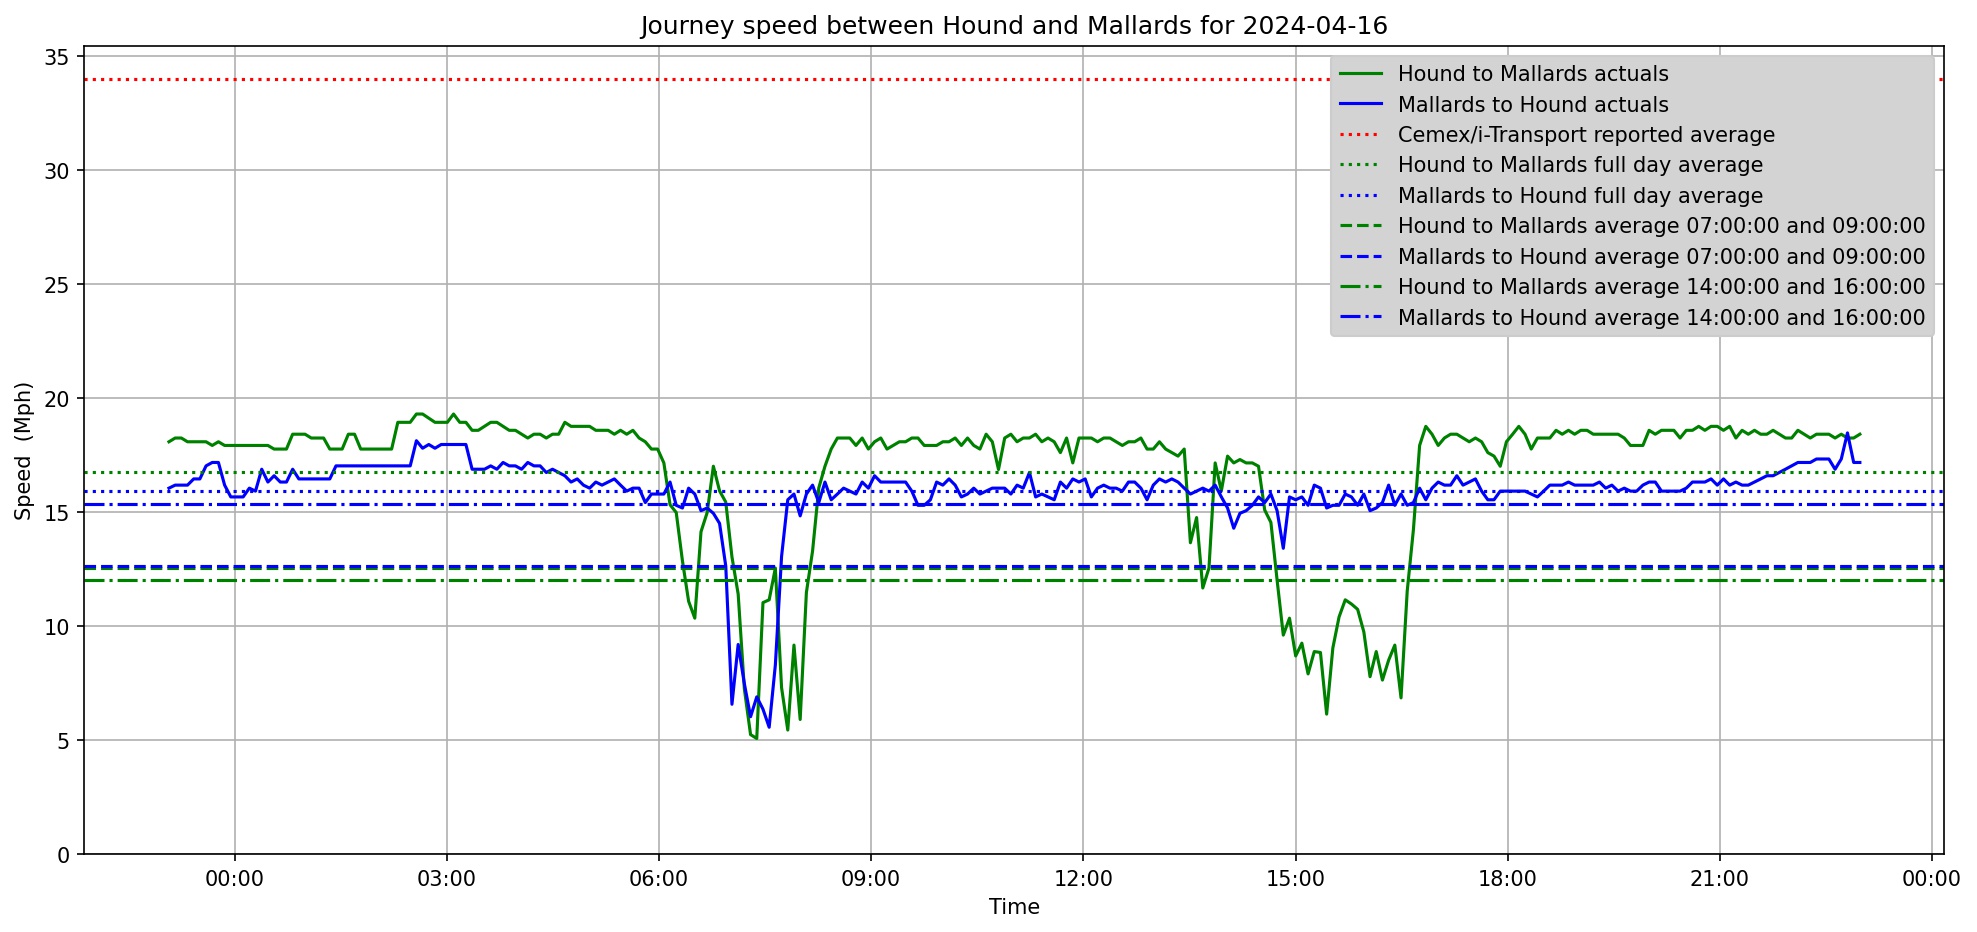 Journey speed between Hound and Mallards for 2024-04-16
35
30
25
20
15
10
5
0
Speed (Mph)
Hound to Mallards actuals
Mallards to Hound actuals
Cemex/i-Transport reported average
Hound to Mallards full day average
Mallards to Hound full day average
Hound to Mallards average 07:00:00 and 09:00:00
Mallards to Hound average 07:00:00 and 09:00:00
Hound to Mallards average 14:00:00 and 16:00:00
Mallards to Hound average 14:00:00 and 16:00:00
00:00 03:00 06:00 09:00 12:00 15:00 18:00 21:00 00:00
Time